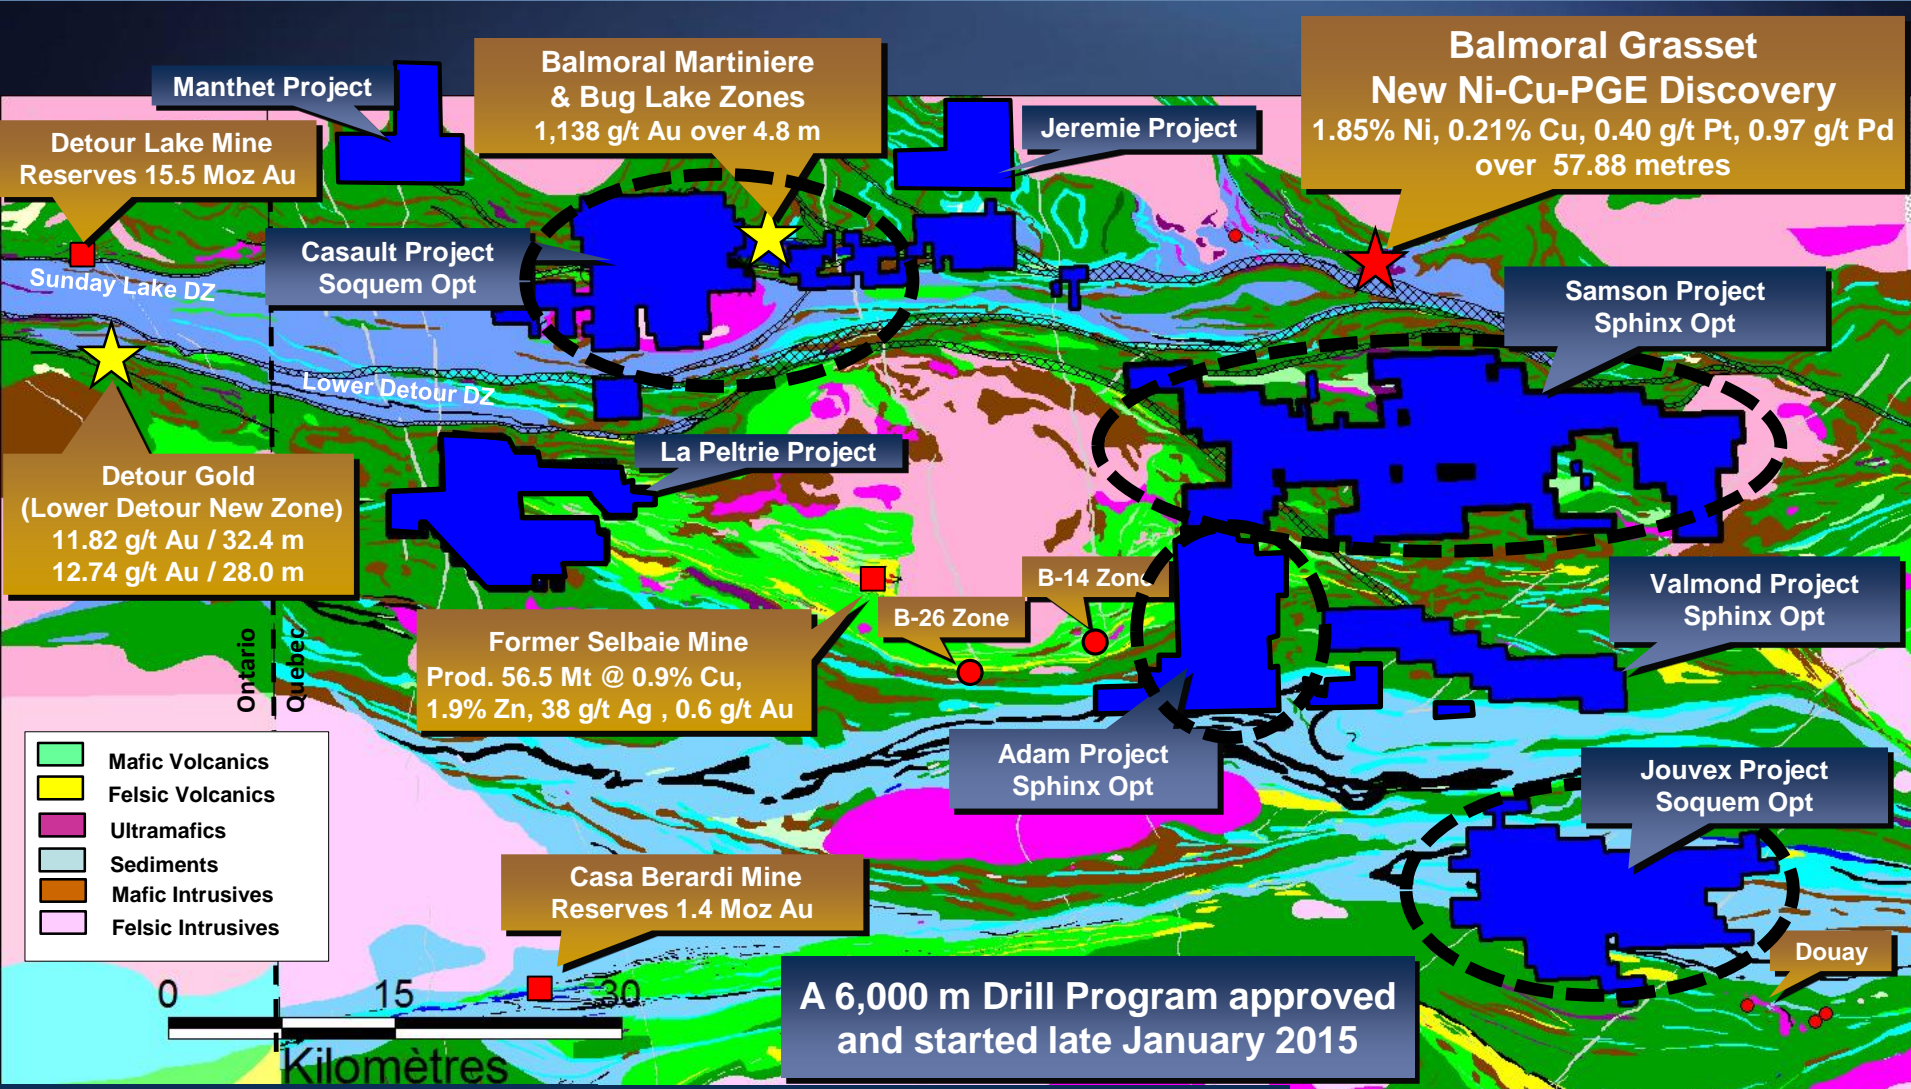 Balmoral Grasset
New Ni-Cu-PGE Discovery
1.85% Ni, 0.21% Cu, 0.40 g/t Pt, 0.97 g/t Pd
over 57.88 metres
Balmoral Martiniere
& Bug Lake Zones
1,138 g/t Au over 4.8 m
Manthet Project
Jeremie Project
Detour Lake Mine
Reserves 15.5 Moz Au
Casault Project
Soquem Opt
Sunday Lake DZ
Samson Project
Sphinx Opt
Lower Detour DZ
La Peltrie Project
Detour Gold
(Lower Detour New Zone)
11.82 g/t Au / 32.4 m
12.74 g/t Au / 28.0 m
B-14 Zone
B-26 Zone
Valmond Project
Sphinx Opt
Former Selbaie Mine
Prod. 56.5 Mt @ 0.9% Cu,
1.9% Zn, 38 g/t Ag , 0.6 g/t Au
Ontario
Quebec
Adam Project
Sphinx Opt
Jouvex Project
Soquem Opt
Mafic Volcanics
Felsic Volcanics
Ultramafics
Sediments
Mafic Intrusives
Felsic Intrusives
Casa Berardi Mine
Reserves 1.4 Moz Au
Douay
0 15 30
Kilomètres
A 6,000 m Drill Program approved
and started late January 2015